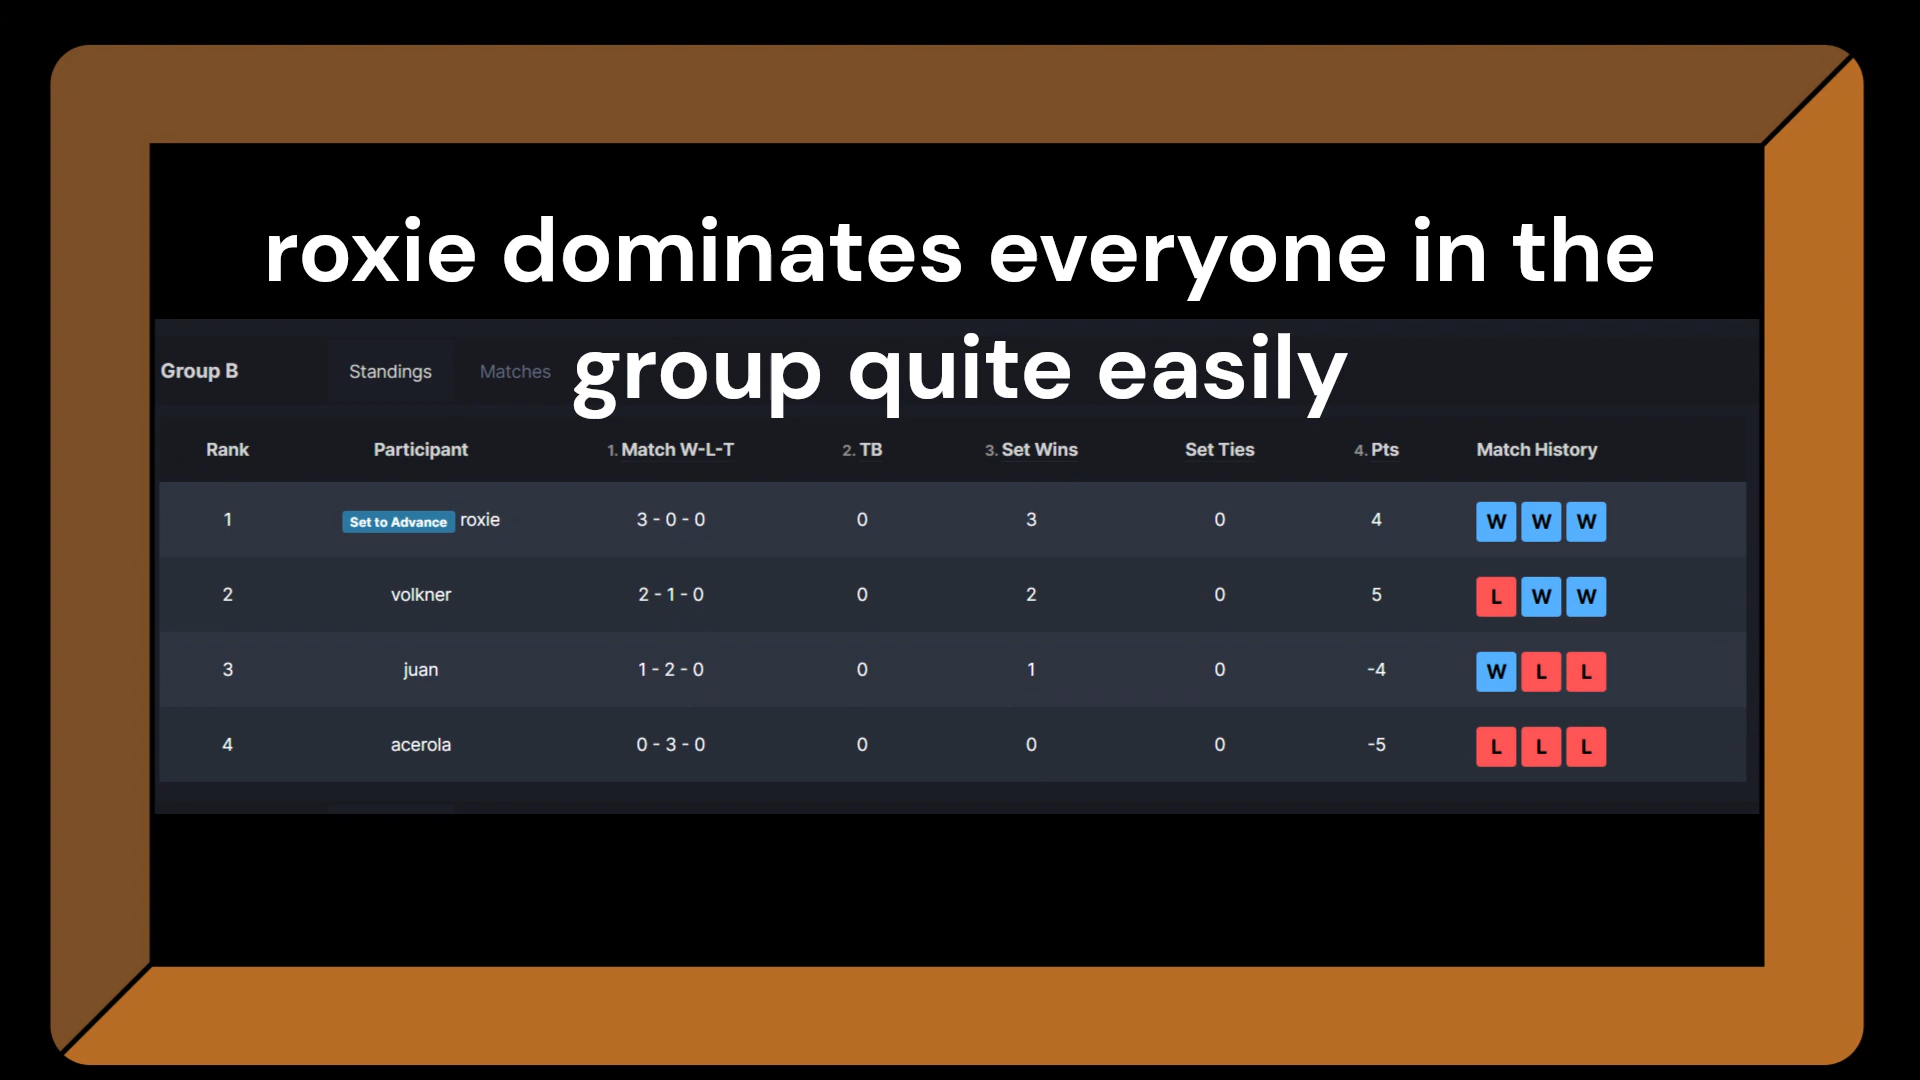 roxie dominates everyone in the
group quite easily
Group B Standings Matches
Rank Participant 1. Match W-L-T 2. TB 3. Set Wins Set Ties 4. Pts Match History
1 Set to Advance roxie 3 - 0 - 0 0 3 0 4 W W W
2 volkner 2 - 1 - 0 0 2 0 5 L W W
3 juan 1 - 2 - 0 0 1 0 -4 W L L
4 acerola 0 - 3 - 0 0 0 0 -5 L L L